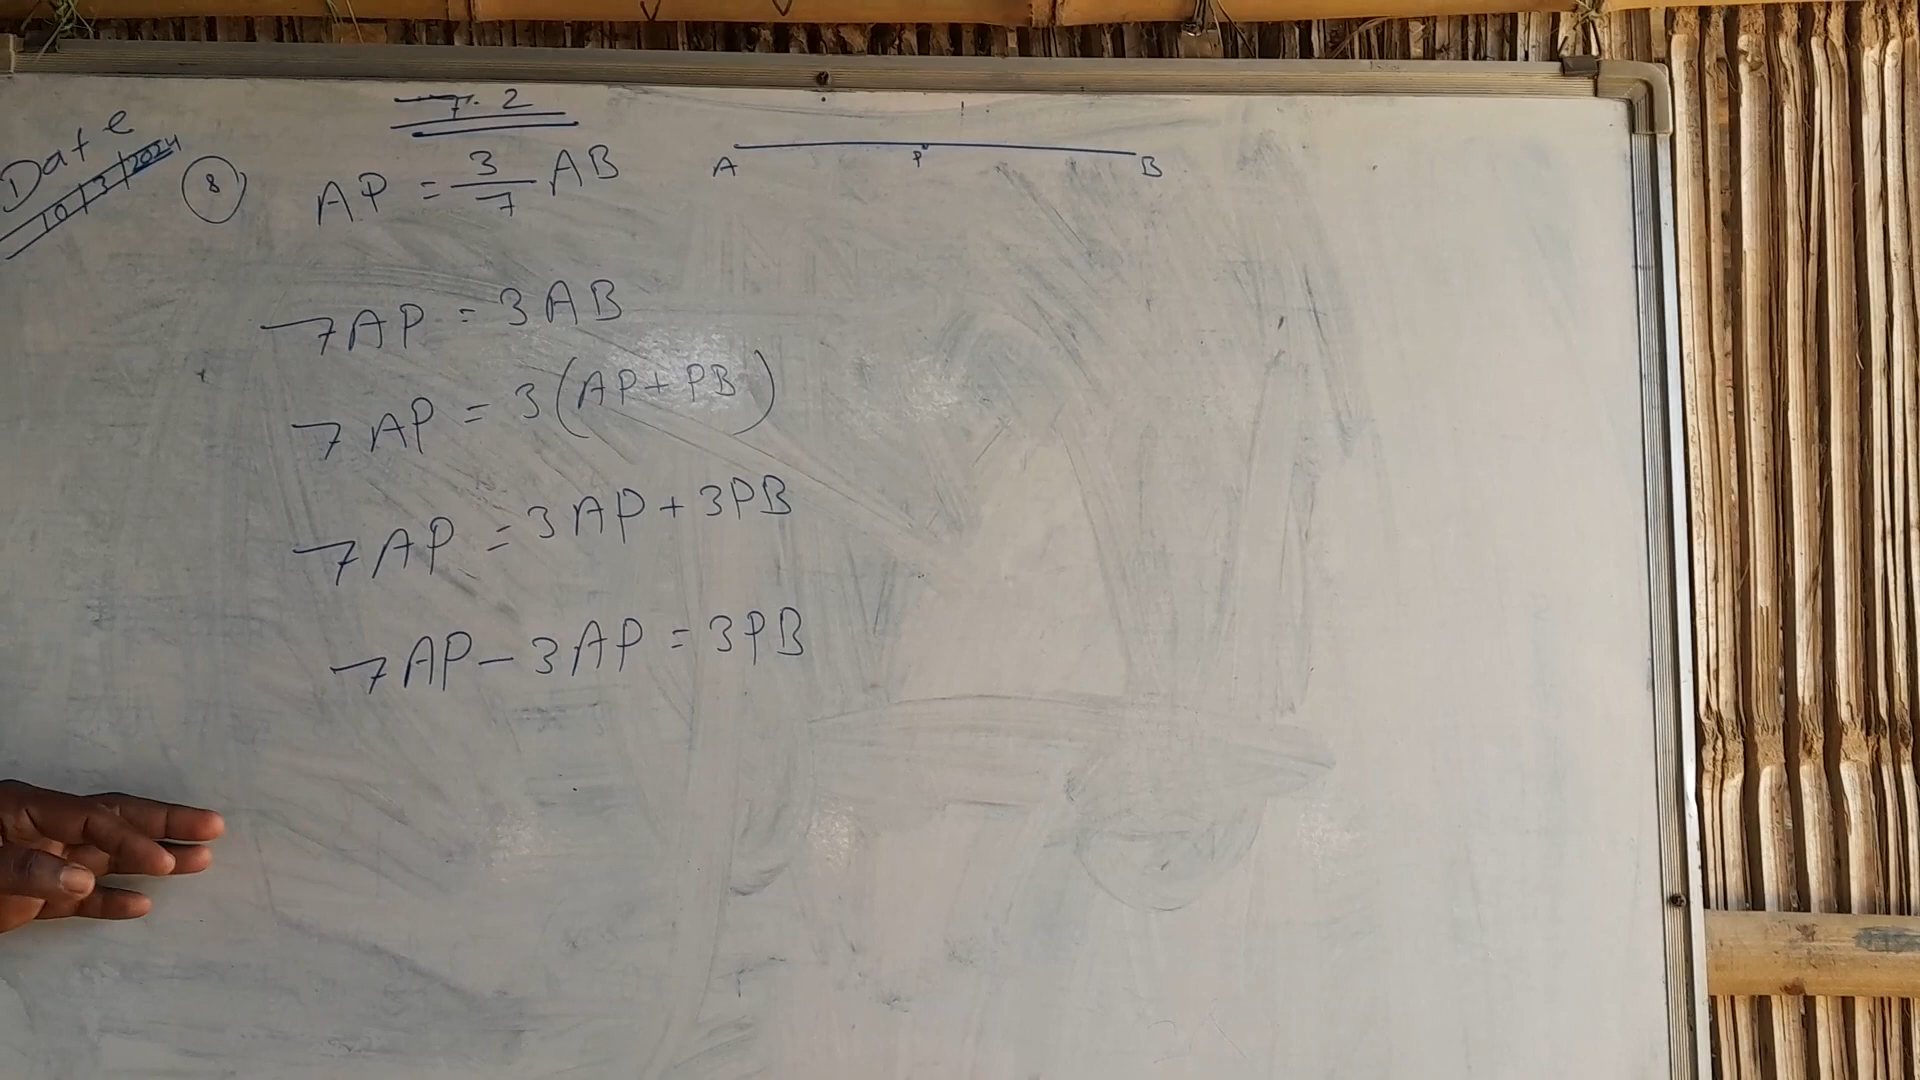 Date
10/3/2024
7.2
8
AP = 3/7 AB
A P B
7AP = 3AB
7AP = 3(AP+PB)
7AP = 3AP+3PB
7AP-3AP = 3PB